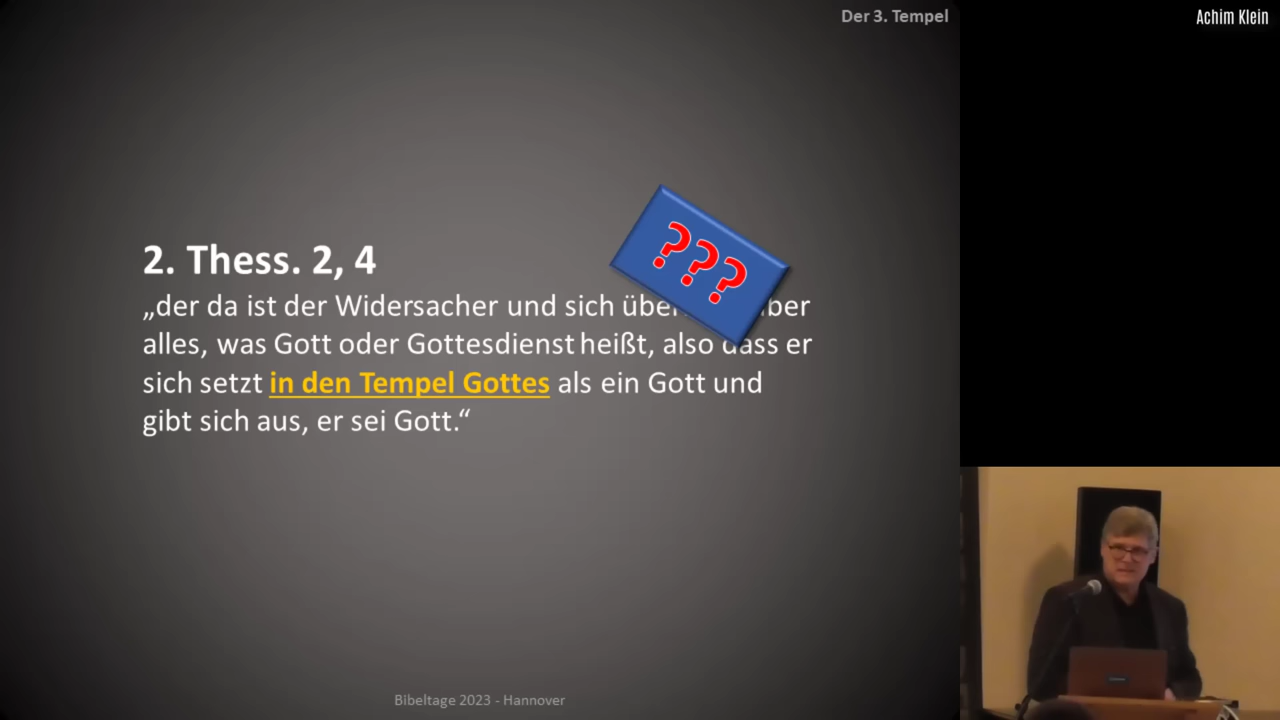 Der 3. Tempel
Achim Klein
???
2. Thess. 2, 4
„der da ist der Widersacher und sich über
alles, was Gott oder Gottesdienst heißt, also dass er
sich setzt in den Tempel Gottes als ein Gott und
gibt sich aus, er sei Gott.“
Bibeltage 2023 - Hannover